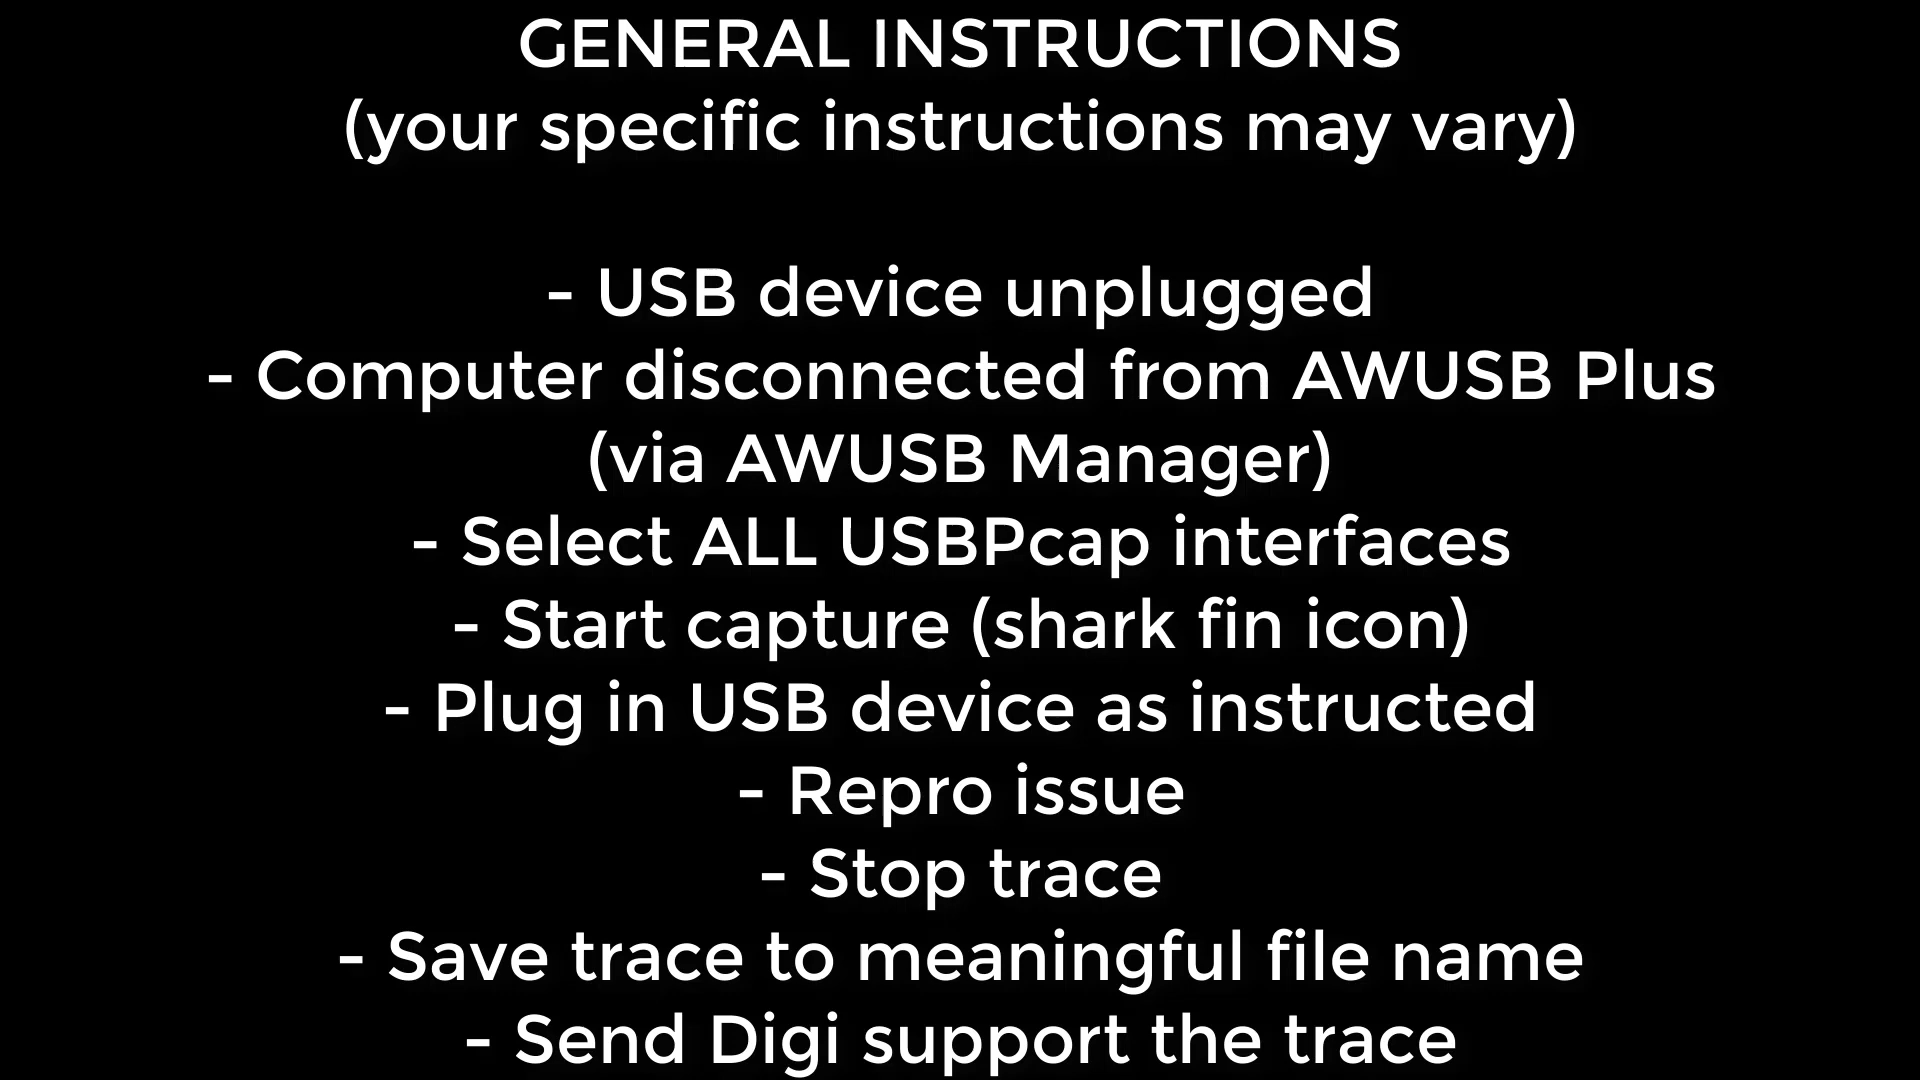 GENERAL INSTRUCTIONS
(your specific instructions may vary)
- USB device unplugged
- Computer disconnected from AWUSB Plus
(via AWUSB Manager)
- Select ALL USBPcap interfaces
- Start capture (shark fin icon)
- Plug in USB device as instructed
- Repro issue
- Stop trace
- Save trace to meaningful file name
- Send Digi support the trace